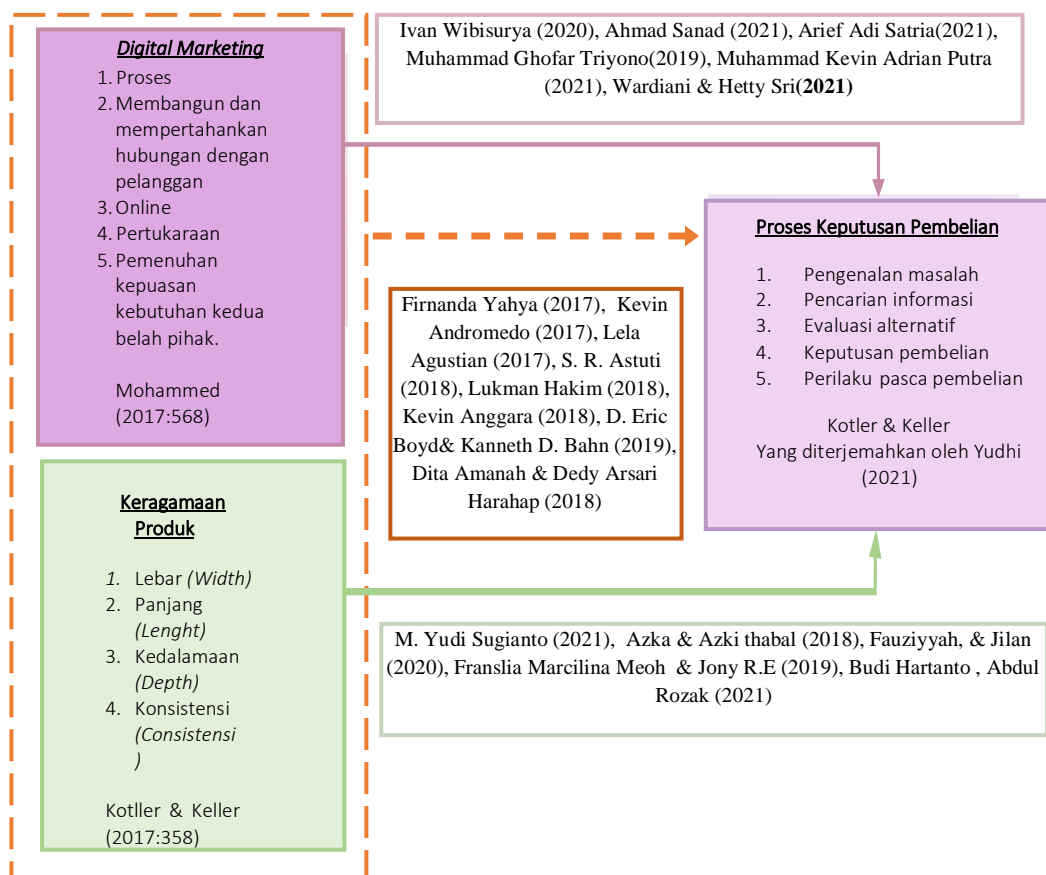 Digital Marketing
1. Proses
2. Membangun dan
mempertahankan
hubungan dengan
pelanggan
3. Online
4. Pertukaraan
5. Pemenuhan
kepuasan
kebutuhan kedua
belah pihak.
Mohammed
(2017:568)
Ivan Wibisurya (2020), Ahmad Sanad (2021), Arief Adi Satria(2021),
Muhammad Ghofar Triyono(2019), Muhammad Kevin Adrian Putra
(2021), Wardiani & Hetty Sri(2021)
Proses Keputusan Pembelian
1. Pengenalan masalah
2. Pencarian informasi
3. Evaluasi alternatif
4. Keputusan pembelian
5. Perilaku pasca pembelian
Kotler & Keller
Yang diterjemahkan oleh Yudhi
(2021)
Firnanda Yahya (2017), Kevin
Andromedo (2017), Lela
Agustian (2017), S. R. Astuti
(2018), Lukman Hakim (2018),
Kevin Anggara (2018), D. Eric
Boyd& Kanneth D. Bahn (2019),
Dita Amanah & Dedy Arsari
Harahap (2018)
Keragamaan
Produk
1. Lebar (Width)
2. Panjang
(Lenght)
3. Kedalamaan
(Depth)
4. Konsistensi
(Consistensi
)
Kotller & Keller
(2017:358)
M. Yudi Sugianto (2021), Azka & Azki thabal (2018), Fauziyyah, & Jilan
(2020), Franslia Marcilina Meoh & Jony R.E (2019), Budi Hartanto , Abdul
Rozak (2021)